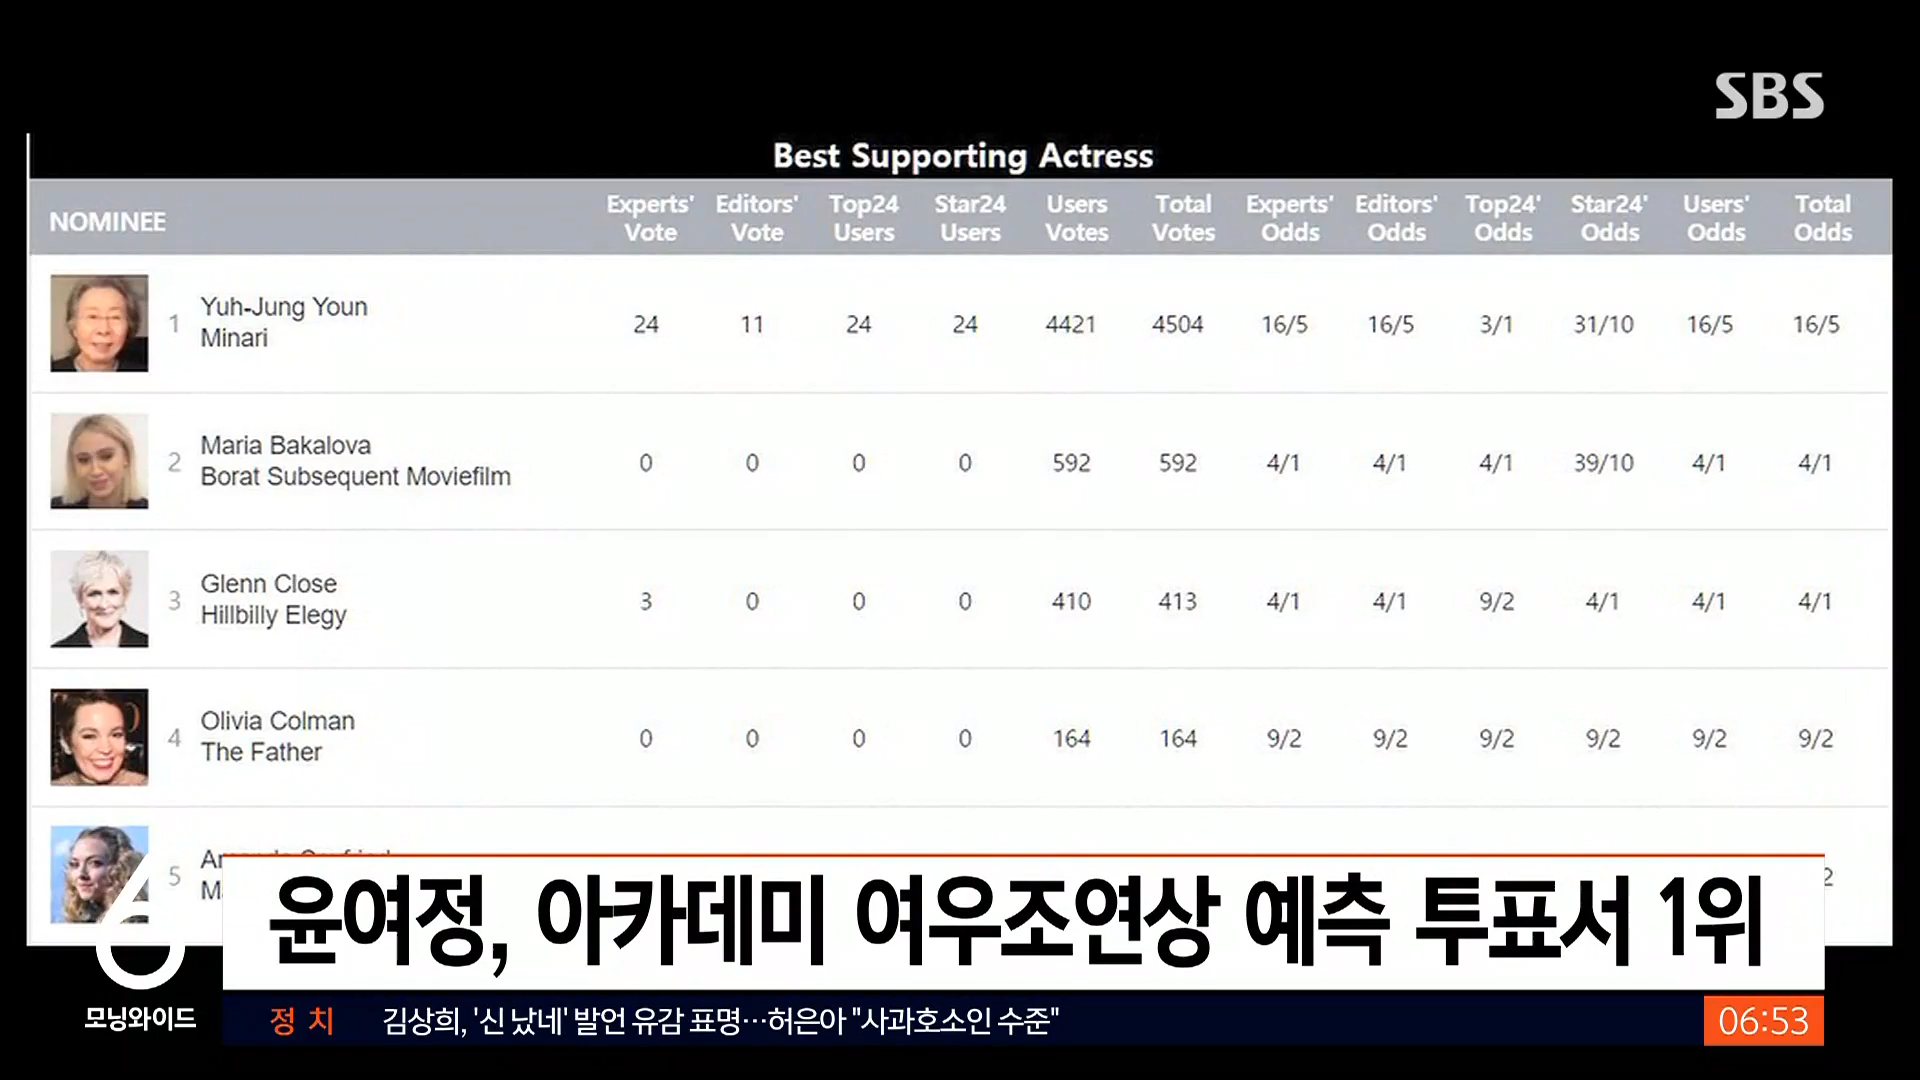 SBS
Best Supporting Actress
NOMINEE Experts' Vote Editors' Vote Top24 Users Star24 Users Users Votes Total Votes Experts' Odds Editors' Odds Top24' Odds Star24' Odds Users' Odds Total Odds
1 Yuh-Jung Youn Minari 24 11 24 24 4421 4504 16/5 16/5 3/1 31/10 16/5 16/5
2 Maria Bakalova Borat Subsequent Moviefilm 0 0 0 0 592 592 4/1 4/1 4/1 39/10 4/1 4/1
3 Glenn Close Hillbilly Elegy 3 0 0 0 410 413 4/1 4/1 9/2 4/1 4/1 4/1
4 Olivia Colman The Father 0 0 0 0 164 164 9/2 9/2 9/2 9/2 9/2 9/2
5
윤여정, 아카데미 여우조연상 예측 투표서 1위
6
모닝와이드
정 치 김상희, '신 났네' 발언 유감 표명…허은아 "사과호소인 수준"
06:53